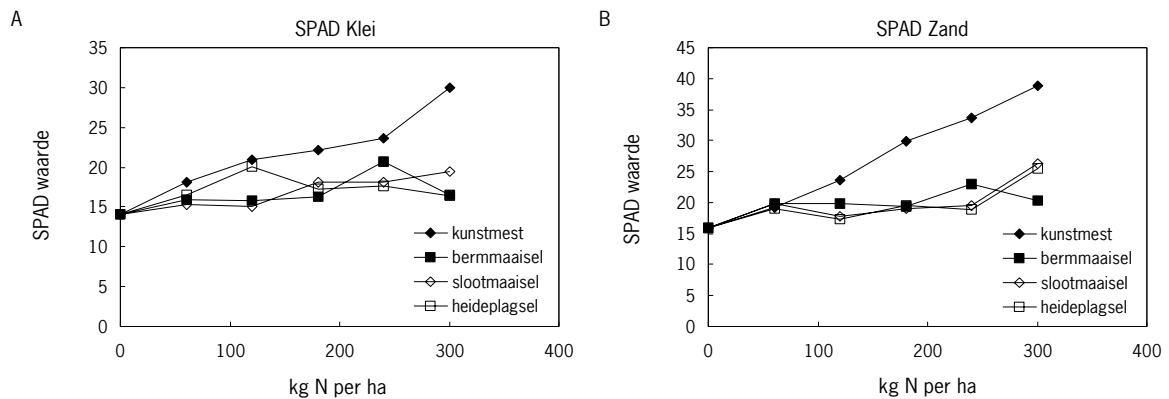 A
SPAD Klei
35
30
25
20
15
10
5
0
SPAD waarde
kunstmest
bermmaaisel
slootmaaisel
heideplagsel
0 100 200 300 400
kg N per ha
B
SPAD Zand
45
40
35
30
25
20
15
10
5
0
SPAD waarde
kunstmest
bermmaaisel
slootmaaisel
heideplagsel
0 100 200 300 400
kg N per ha